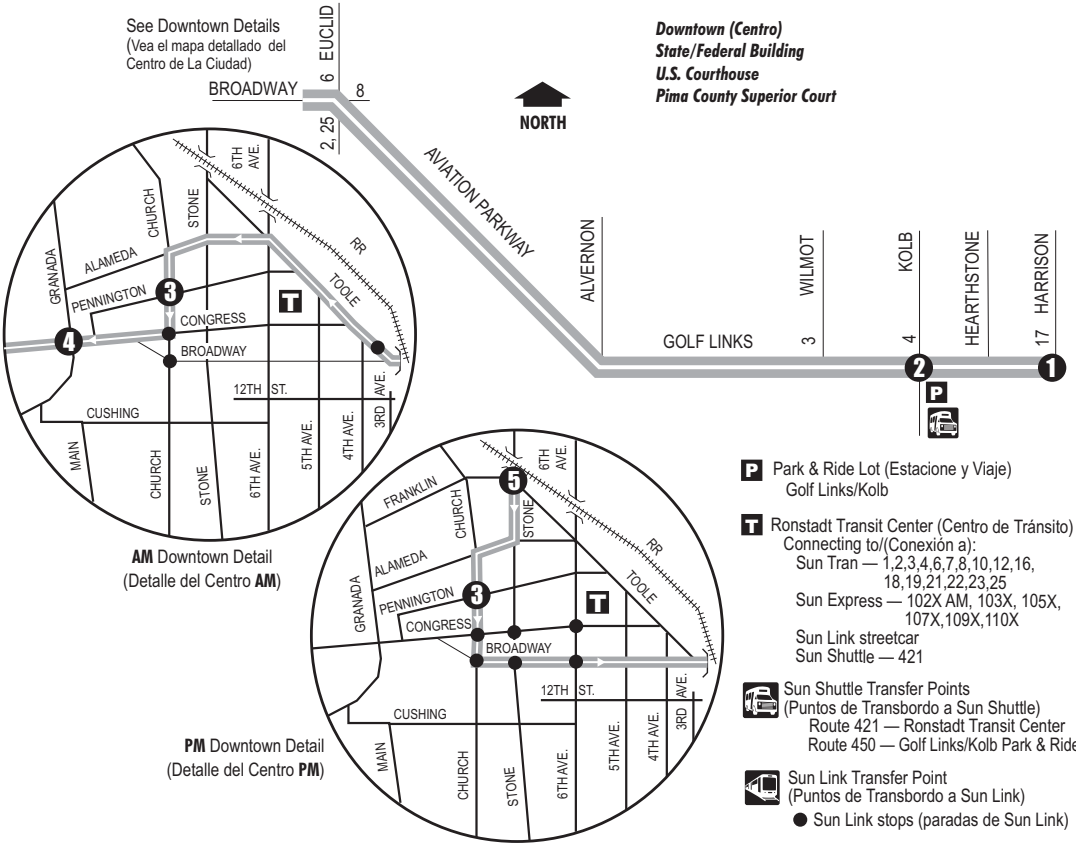 See Downtown Details
(Vea el mapa detallado del
Centro de La Ciudad)
BROADWAY
6 EUCLID
8
2, 25
NORTH
Downtown (Centro)
State/Federal Building
U.S. Courthouse
Pima County Superior Court
AVIATION PARKWAY
ALVERNON
GOLF LINKS
3 WILMOT
4 KOLB
HEARTHSTONE
17 HARRISON
2
1
P
6TH
AVE.
CHURCH
STONE
RR
GRANADA
ALAMEDA
PENNINGTON
3
T
TOOLE
CONGRESS
4
BROADWAY
12TH ST.
CUSHING
MAIN
CHURCH
STONE
6TH AVE.
5TH AVE.
4TH AVE.
3RD AVE.
AM Downtown Detail
(Detalle del Centro AM)
6TH
AVE.
FRANKLIN
5
CHURCH
STONE
RR
ALAMEDA
GRANADA
PENNINGTON
3
T
TOOLE
CONGRESS
BROADWAY
12TH ST.
CUSHING
MAIN
CHURCH
STONE
6TH AVE.
5TH AVE.
4TH AVE.
3RD AVE.
PM Downtown Detail
(Detalle del Centro PM)
P Park & Ride Lot (Estacione y Viaje)
Golf Links/Kolb
T Ronstadt Transit Center (Centro de Tránsito)
Connecting to/(Conexión a):
Sun Tran — 1,2,3,4,6,7,8,10,12,16,
18,19,21,22,23,25
Sun Express — 102X AM, 103X, 105X,
107X,109X,110X
Sun Link streetcar
Sun Shuttle — 421
Sun Shuttle Transfer Points
(Puntos de Transbordo a Sun Shuttle)
Route 421 — Ronstadt Transit Center
Route 450 — Golf Links/Kolb Park & Ride
Sun Link Transfer Point
(Puntos de Transbordo a Sun Link)
● Sun Link stops (paradas de Sun Link)